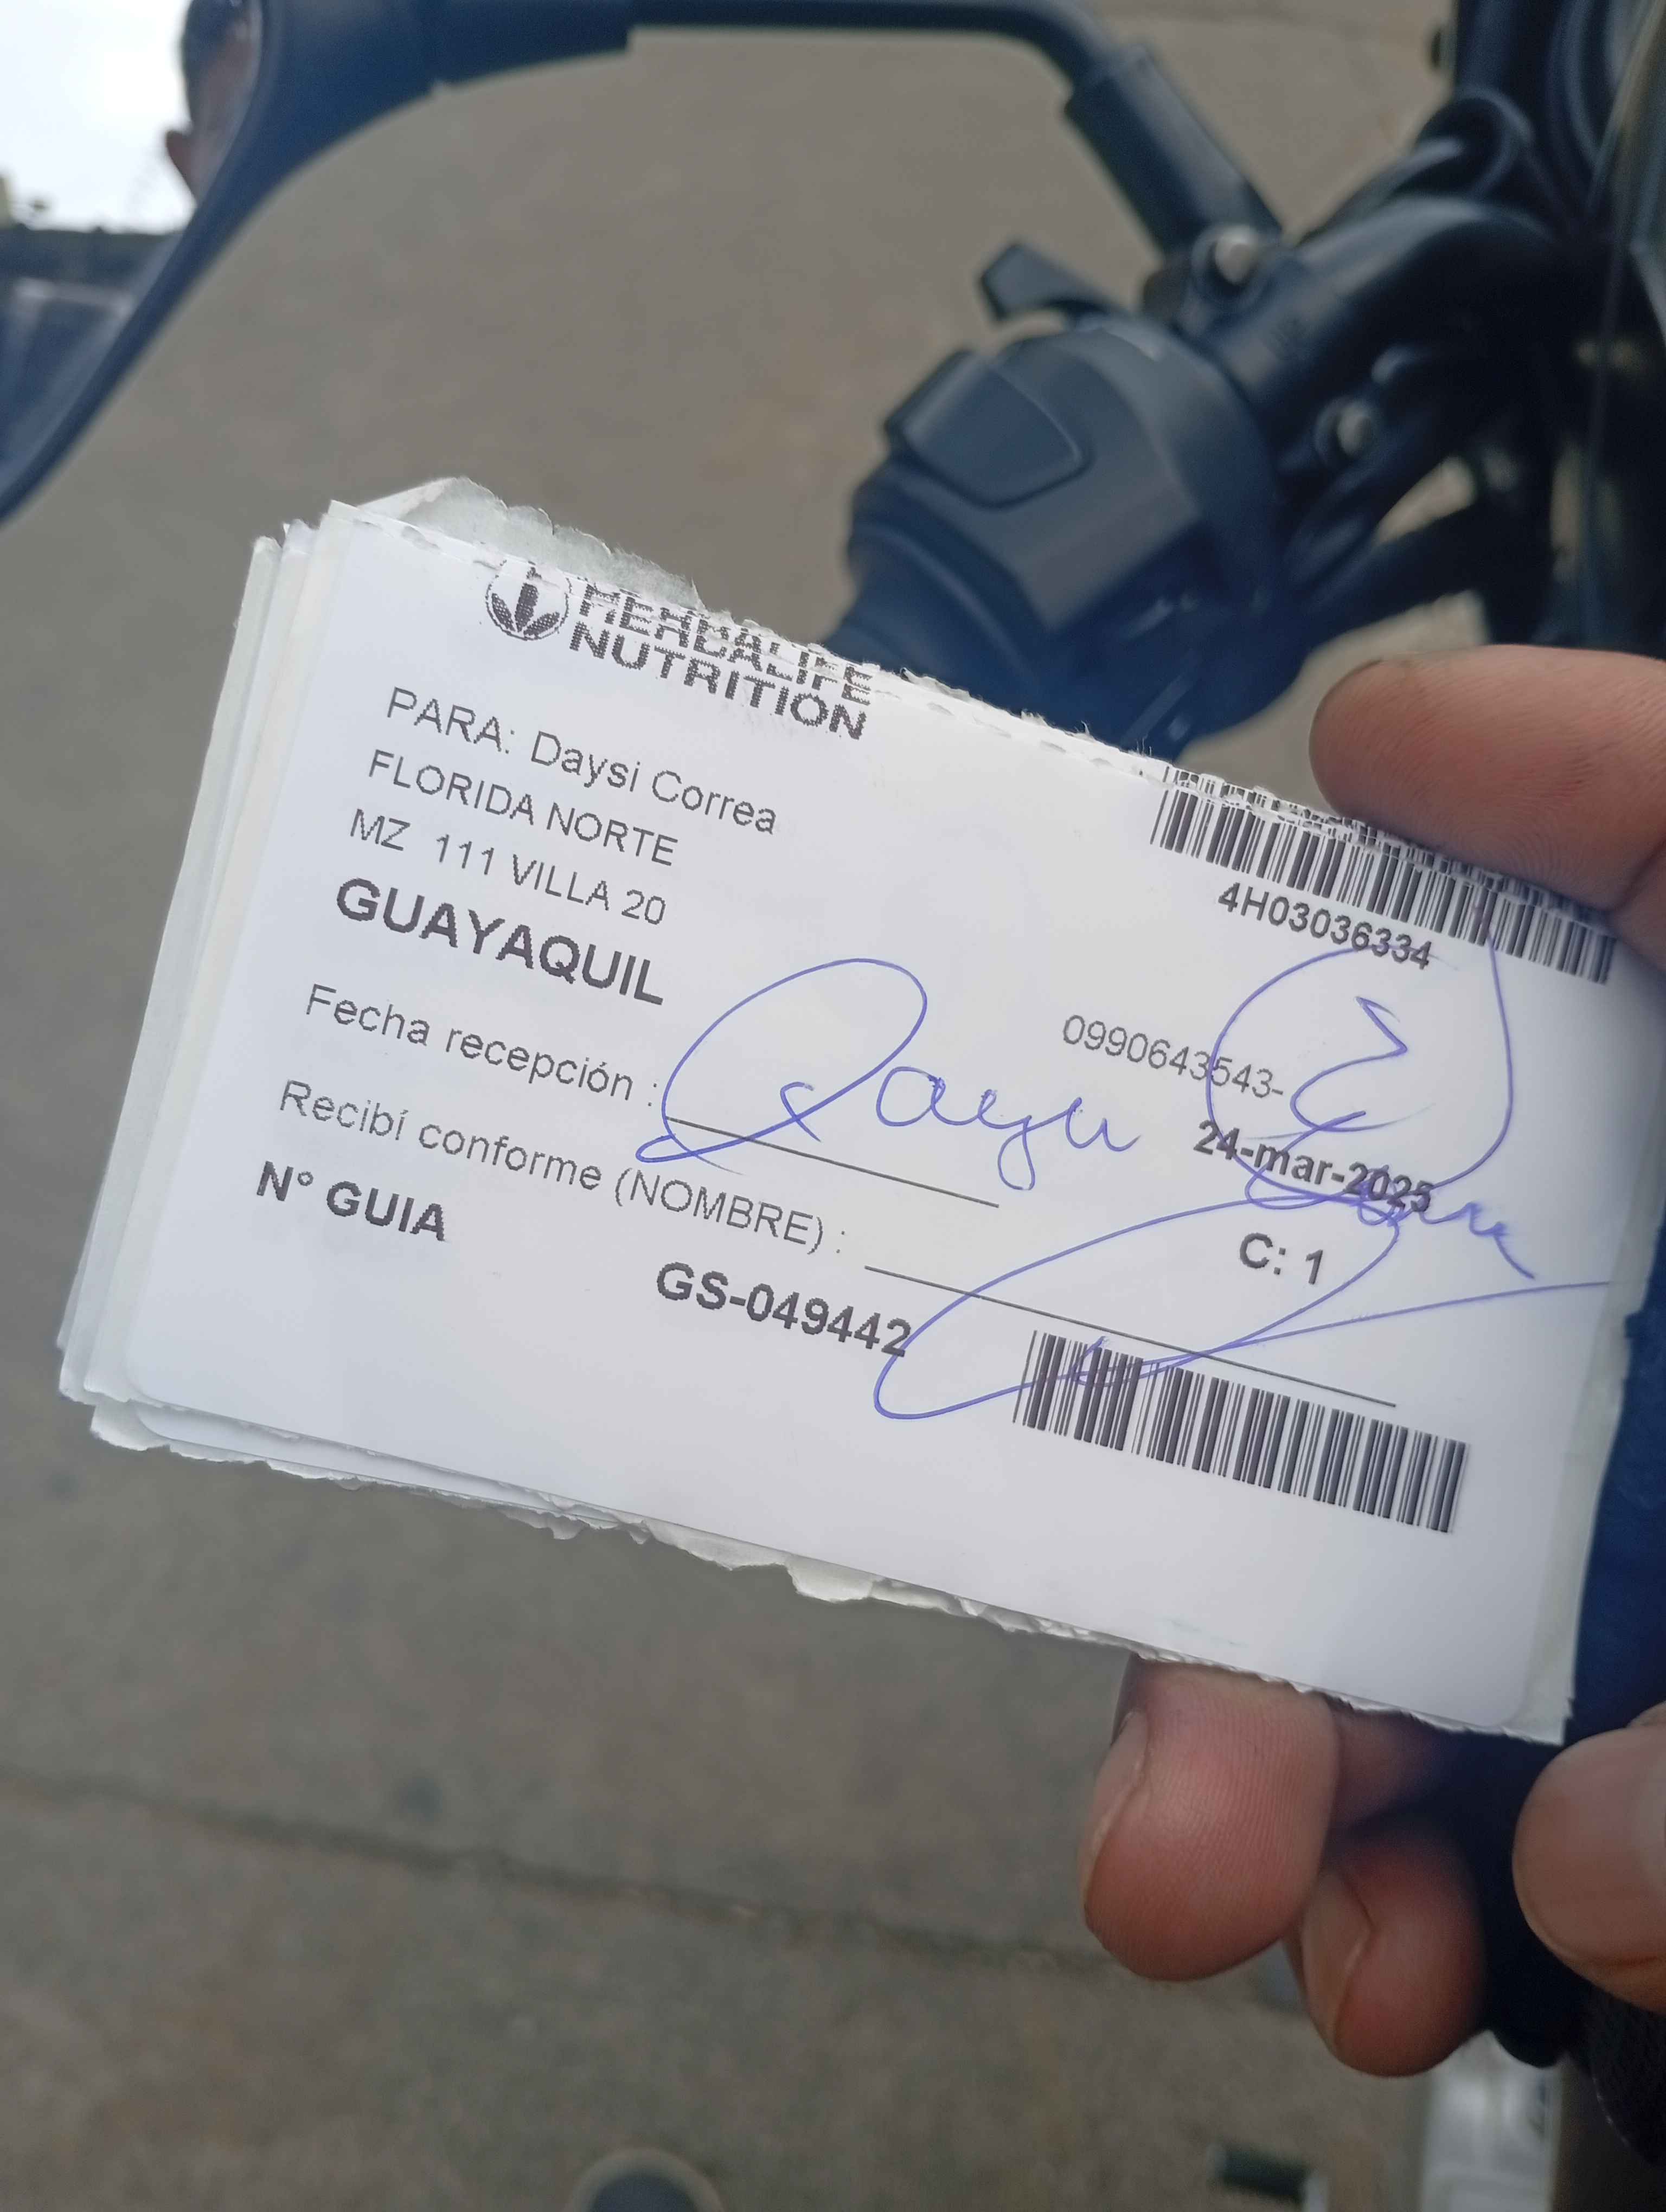 HERBALIFE
NUTRITION
PARA: Daysi Correa
FLORIDA NORTE
MZ 111 VILLA 20
GUAYAQUIL
4H03036334
0990643543-
Fecha recepción :
24-mar-2025
Recibí conforme (NOMBRE) :
C: 1
N° GUIA
GS-049442